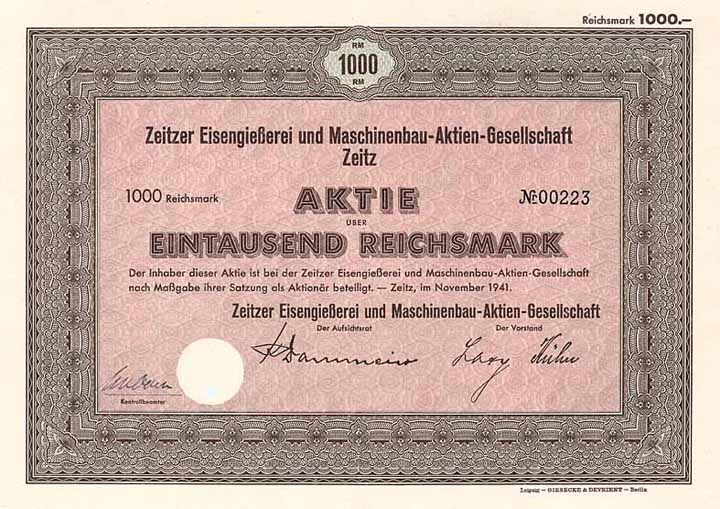 Reichsmark 1000.—
RM
1000
RM
Zeitzer Eisengießerei und Maschinenbau-Aktien-Gesellschaft
Zeitz
1000 Reichsmark
AKTIE
№ 00223
ÜBER
EINTAUSEND REICHSMARK
Der Inhaber dieser Aktie ist bei der Zeitzer Eisengießerei und Maschinenbau-Aktien-Gesellschaft
nach Maßgabe ihrer Satzung als Aktionär beteiligt. — Zeitz, im November 1941.
Zeitzer Eisengießerei und Maschinenbau-Aktien-Gesellschaft
Der Aufsichtsrat
Der Vorstand
Kontrollbeamter
Leipzig — GIESECKE & DEVRIENT — Berlin